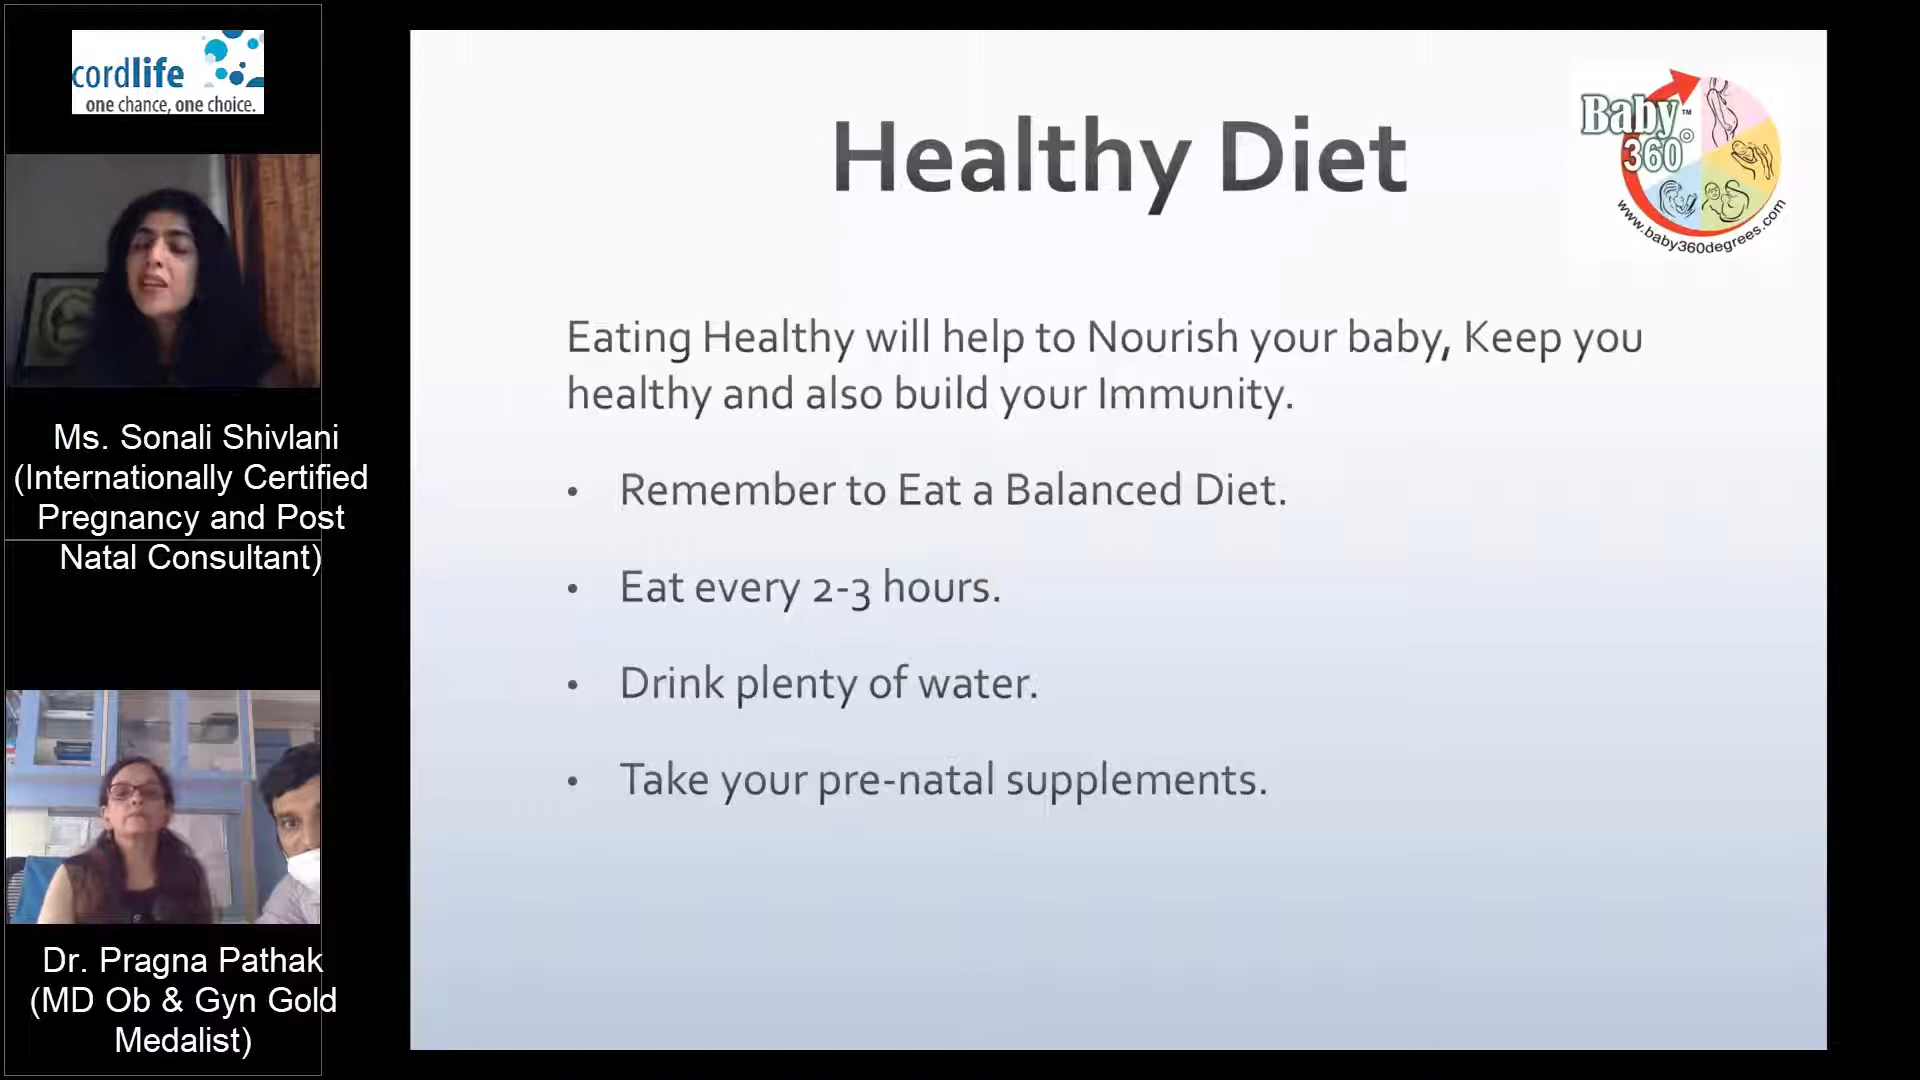 cordlife
one chance, one choice.
Ms. Sonali Shivlani
(Internationally Certified
Pregnancy and Post
Natal Consultant)
Dr. Pragna Pathak
(MD Ob & Gyn Gold
Medalist)
Healthy Diet
Baby™
360°
www.baby360degrees.com
Eating Healthy will help to Nourish your baby, Keep you
healthy and also build your Immunity.
• Remember to Eat a Balanced Diet.
• Eat every 2-3 hours.
• Drink plenty of water.
• Take your pre-natal supplements.